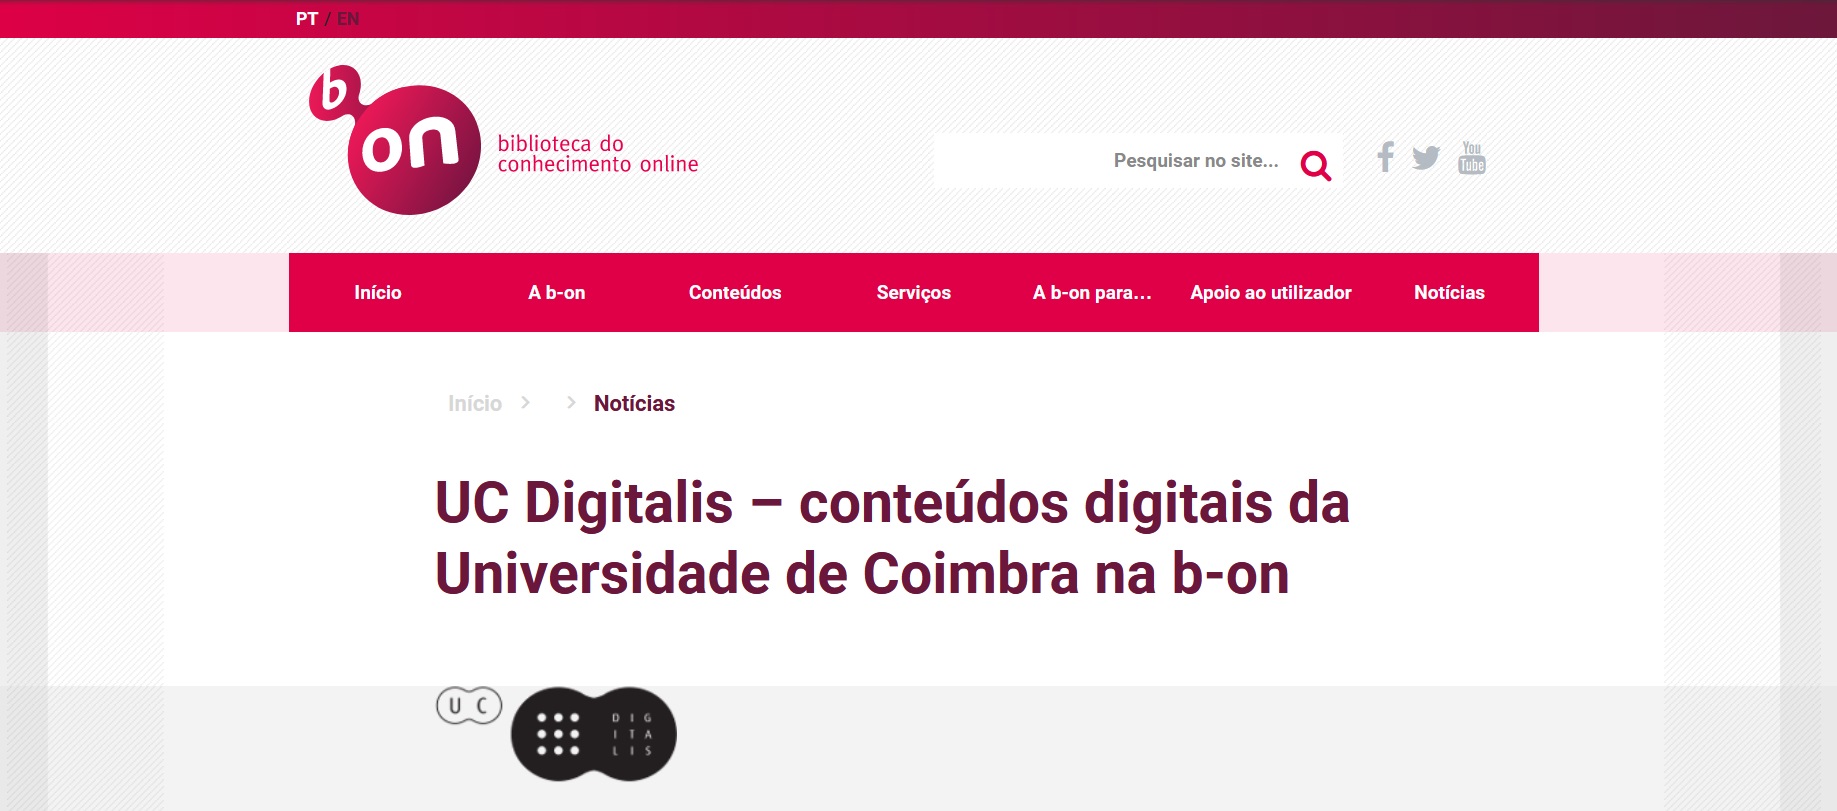 PT / EN
b
on
biblioteca do
conhecimento online
Pesquisar no site...
You
Tube
Início
A b-on
Conteúdos
Serviços
A b-on para...
Apoio ao utilizador
Notícias
Início
Notícias
UC Digitalis – conteúdos digitais da
Universidade de Coimbra na b-on
U C
D I G
I T A
L I S